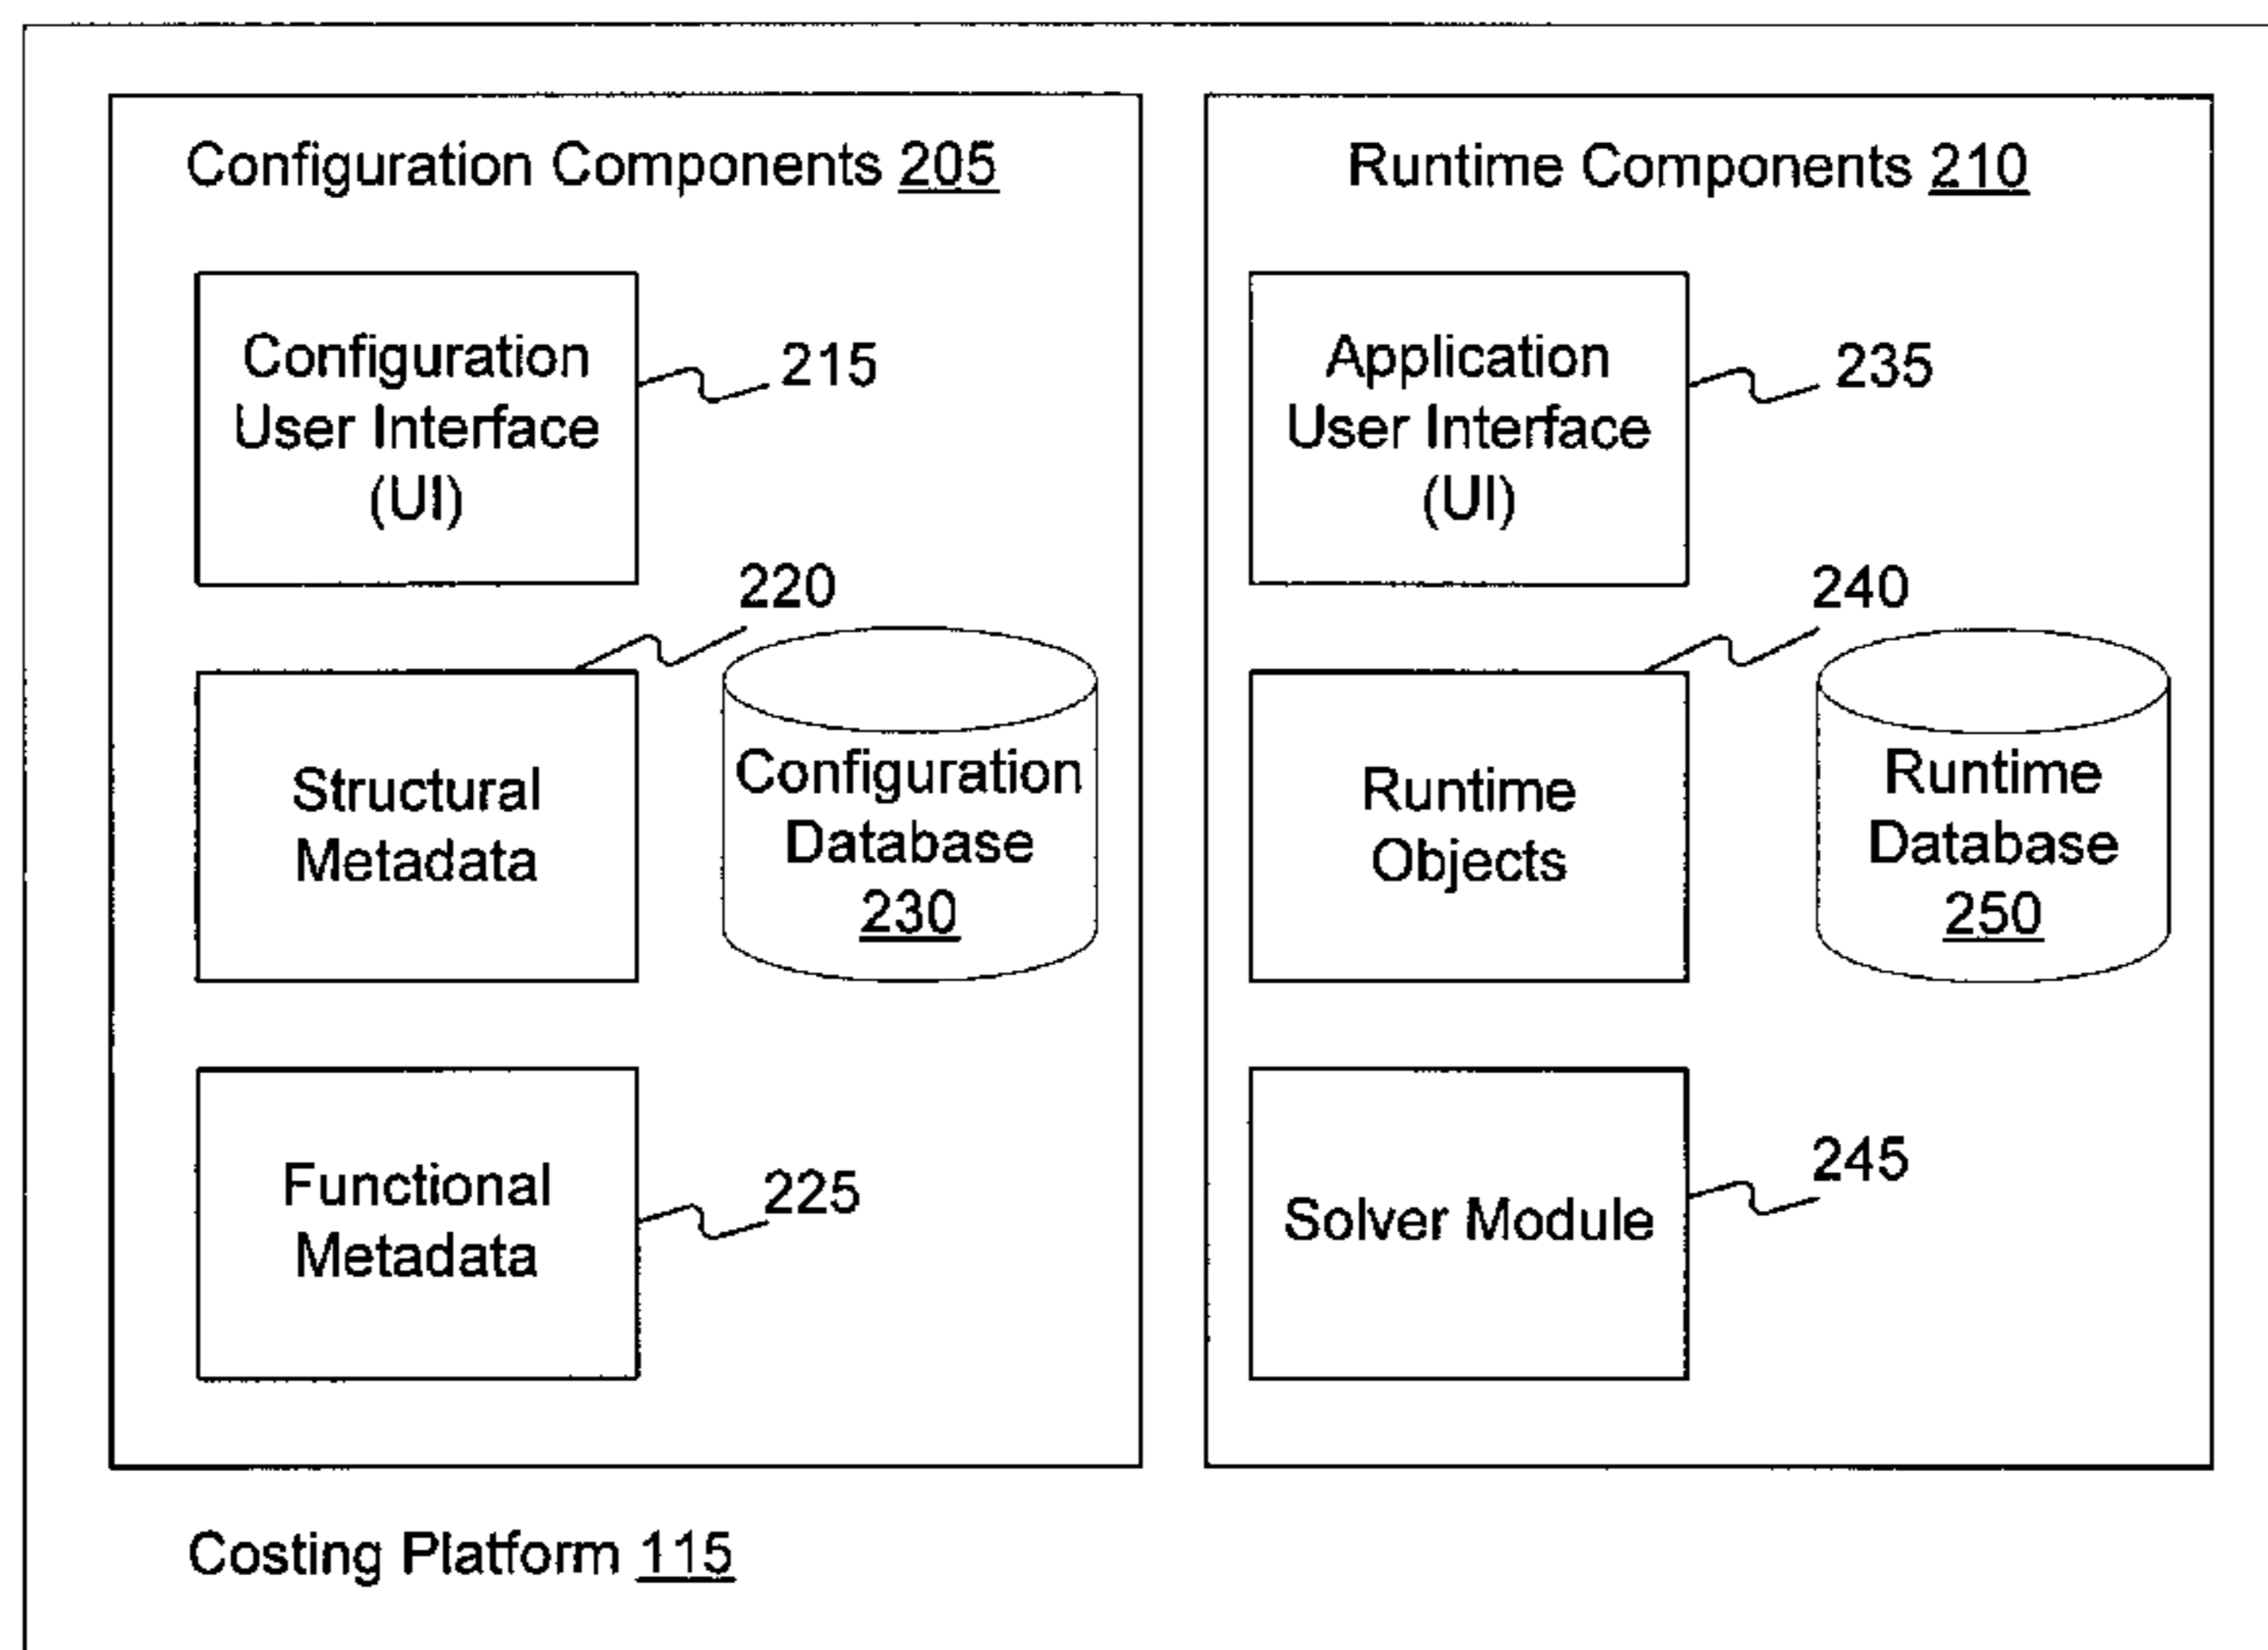 Configuration Components 205
Configuration
User Interface
(UI)
215
220
Structural
Metadata
Configuration
Database
230
Functional
Metadata
225
Runtime Components 210
Application
User Interface
(UI)
235
240
Runtime
Objects
Runtime
Database
250
Solver Module
245
Costing Platform 115